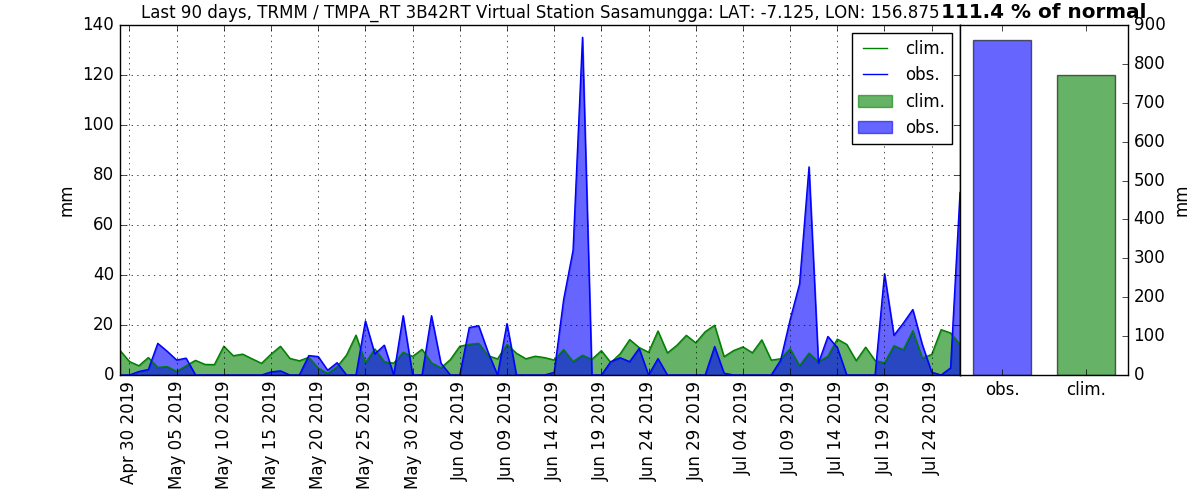 Last 90 days, TRMM / TMPA_RT 3B42RT Virtual Station Sasamungga: LAT: -7.125, LON: 156.875
111.4 % of normal
140
120
100
80
60
40
20
0
mm
clim.
obs.
clim.
obs.
900
800
700
600
500
400
300
200
100
0
mm
Apr 30 2019
May 05 2019
May 10 2019
May 15 2019
May 20 2019
May 25 2019
May 30 2019
Jun 04 2019
Jun 09 2019
Jun 14 2019
Jun 19 2019
Jun 24 2019
Jun 29 2019
Jul 04 2019
Jul 09 2019
Jul 14 2019
Jul 19 2019
Jul 24 2019
obs.
clim.